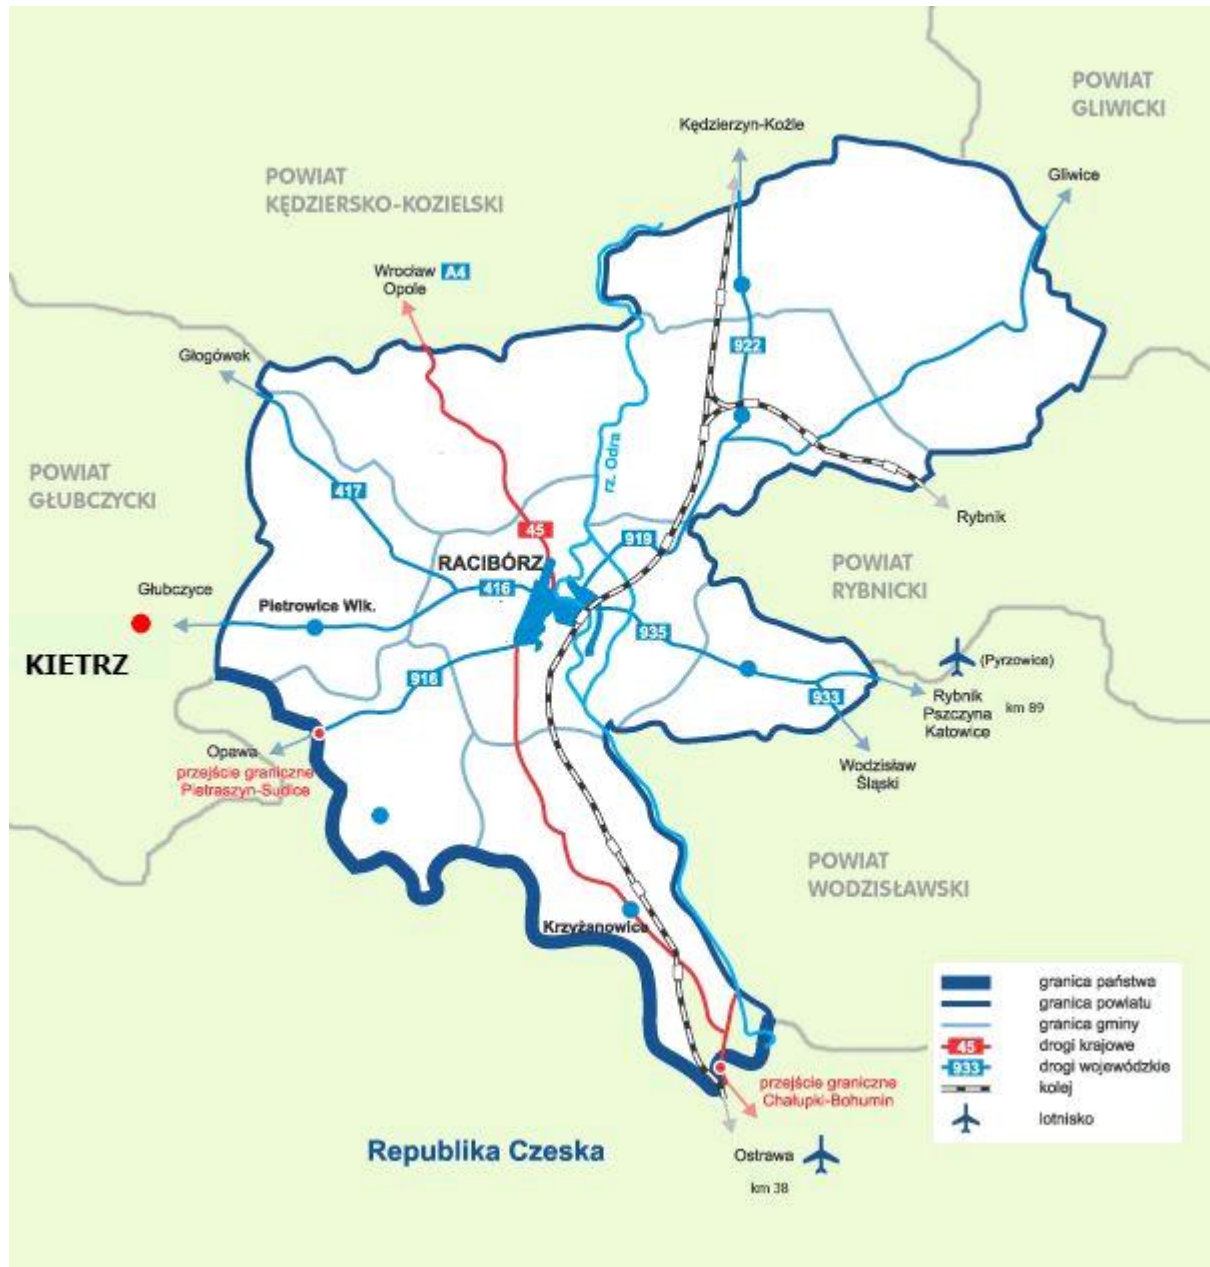 POWIAT
GLIWICKI
Kędzierzyn-Koźle
Gliwice
POWIAT
KĘDZIERSKO-KOZIELSKI
Wrocław A4
Opole
Głogówek
922
POWIAT
GŁUBCZYCKI
rz. Odra
417
Rybnik
45
919
RACIBÓRZ
POWIAT
RYBNICKI
Głubczyce
416
Pietrowice Wlk.
935
KIETRZ
(Pyrzowice)
916
933
Rybnik
Pszczyna
Katowice
km 89
Opawa
przejście graniczne
Pietraszyn-Sudice
Wodzisław
Śląski
POWIAT
WODZISŁAWSKI
Krzyżanowice
granica państwa
granica powiatu
granica gminy
45 drogi krajowe
933 drogi wojewódzkie
kolej
lotnisko
przejście graniczne
Chałupki-Bohumin
Republika Czeska
Ostrawa
km 38